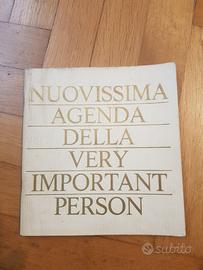 NUOVISSIMA
AGENDA
DELLA
VERY
IMPORTANT
PERSON
subito